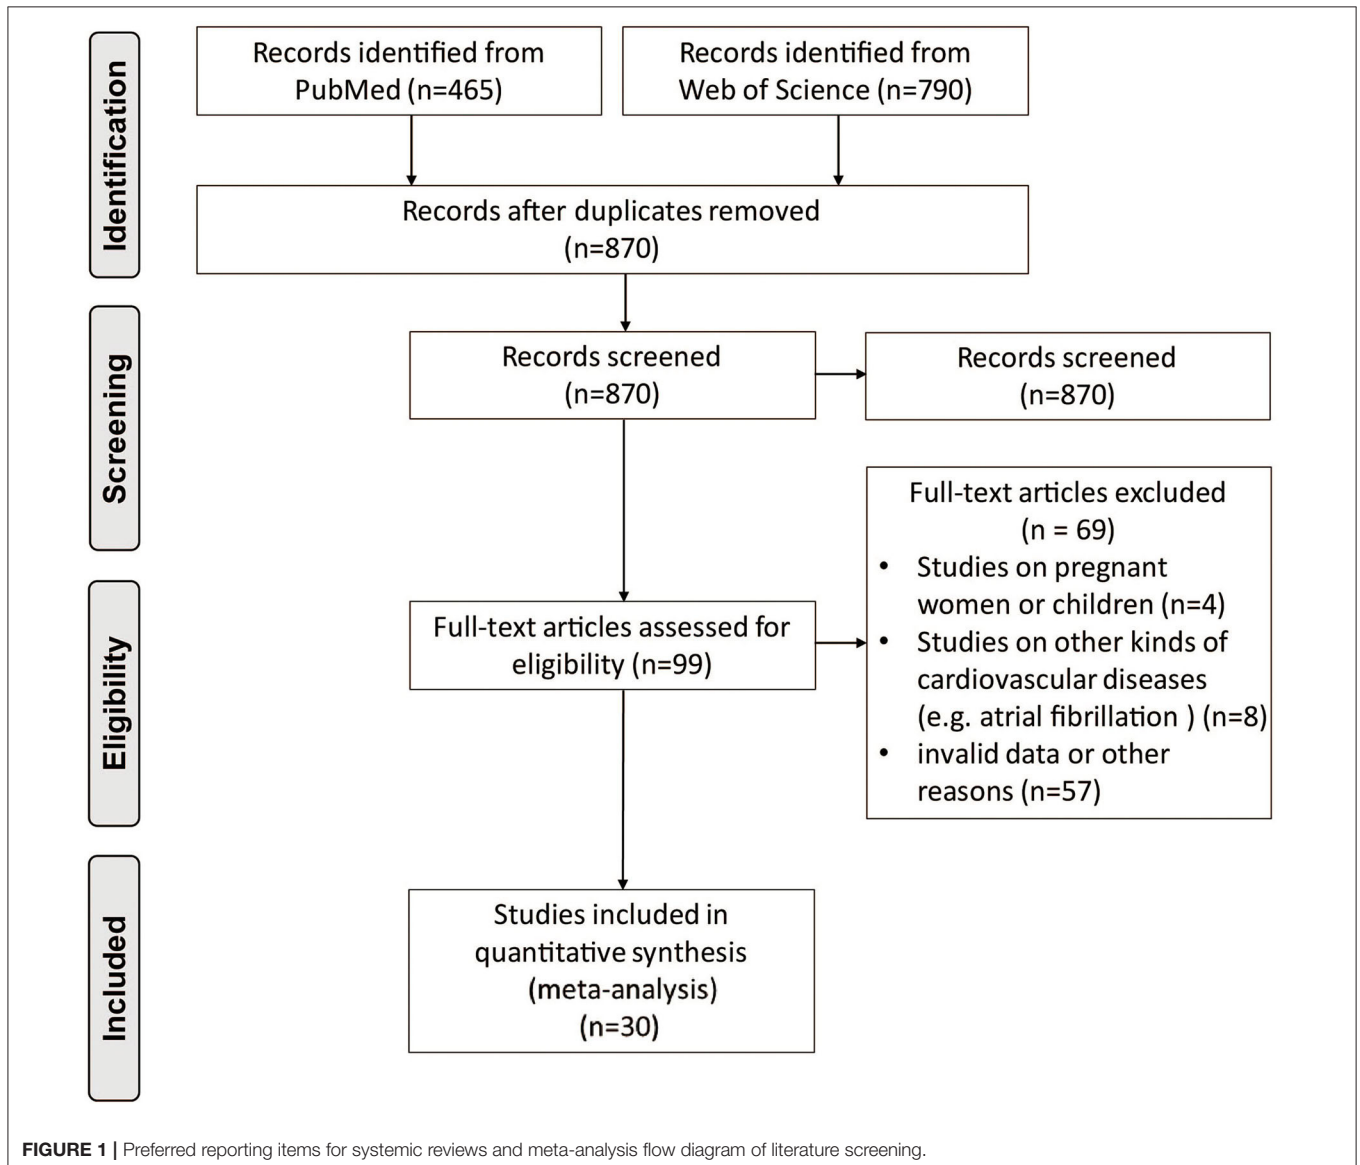 Identification
Records identified from
PubMed (n=465)
Records identified from
Web of Science (n=790)
Records after duplicates removed
(n=870)
Screening
Records screened
(n=870)
Records screened
(n=870)
Eligibility
Full-text articles assessed for
eligibility (n=99)
Full-text articles excluded
(n = 69)
• Studies on pregnant
women or children (n=4)
• Studies on other kinds of
cardiovascular diseases
(e.g. atrial fibrillation ) (n=8)
• invalid data or other
reasons (n=57)
Included
Studies included in
quantitative synthesis
(meta-analysis)
(n=30)
FIGURE 1 | Preferred reporting items for systemic reviews and meta-analysis flow diagram of literature screening.